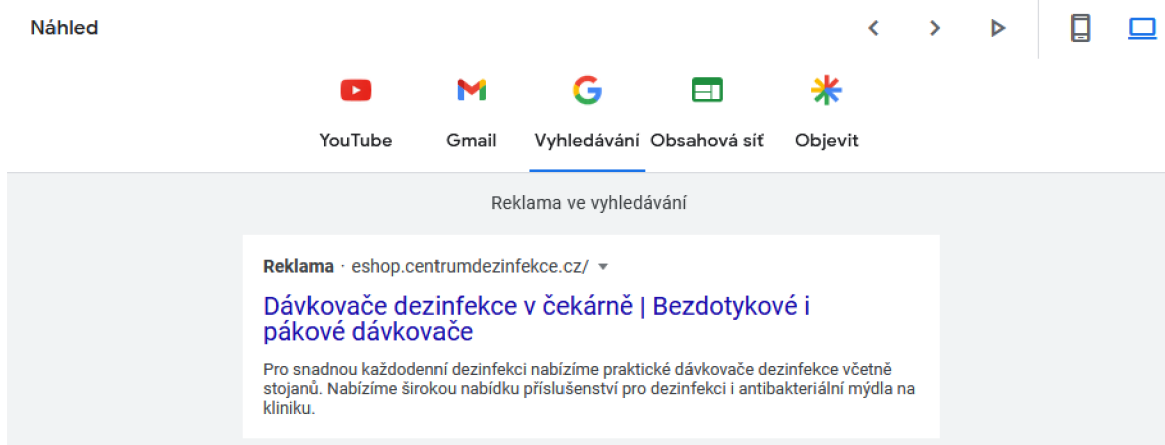 Náhled
YouTube Gmail Vyhledávání Obsahová síť Objevit
Reklama ve vyhledávání
Reklama · eshop.centrumdezinfekce.cz/
Dávkovače dezinfekce v čekárně | Bezdotykové i
pákové dávkovače
Pro snadnou každodenní dezinfekci nabízíme praktické dávkovače dezinfekce včetně
stojanů. Nabízíme širokou nabídku příslušenství pro dezinfekci i antibakteriální mýdla na
kliniku.